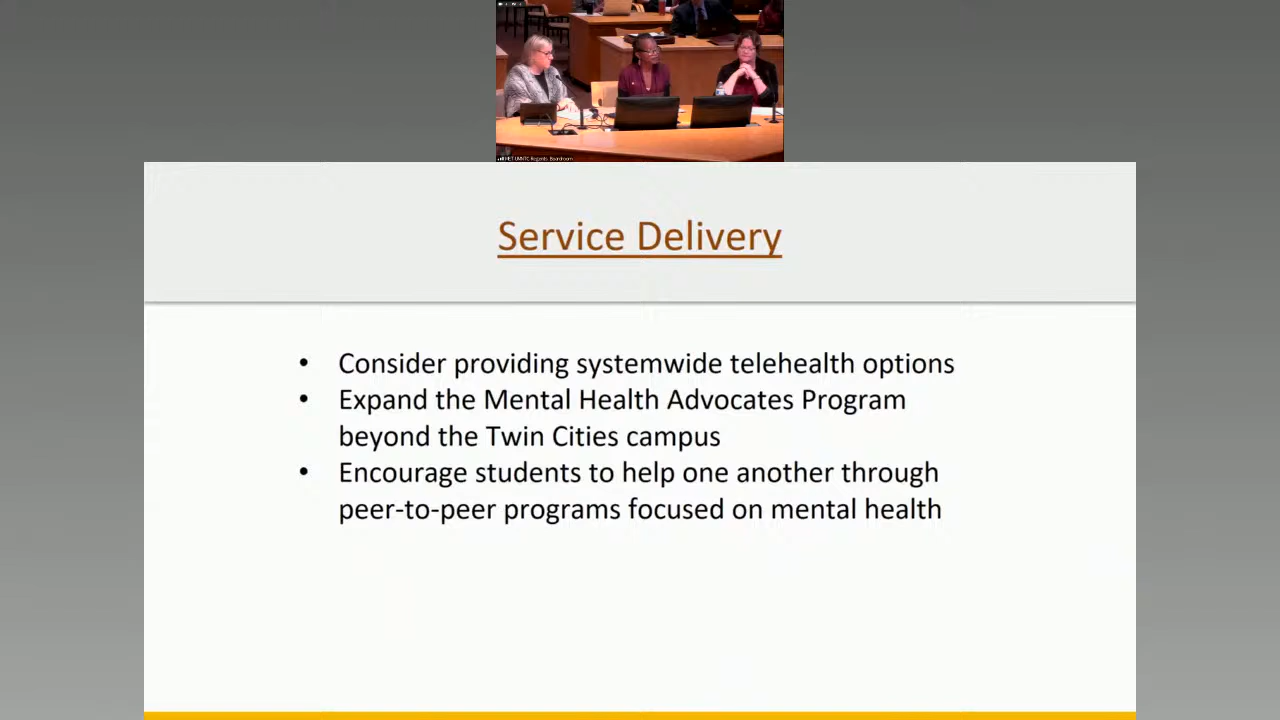 Service Delivery
• Consider providing systemwide telehealth options
• Expand the Mental Health Advocates Program
beyond the Twin Cities campus
• Encourage students to help one another through
peer-to-peer programs focused on mental health